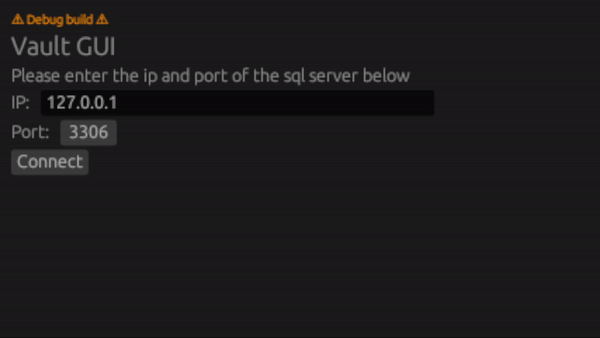 ⚠ Debug build ⚠
Vault GUI
Please enter the ip and port of the sql server below
IP: 127.0.0.1
Port: 3306
Connect